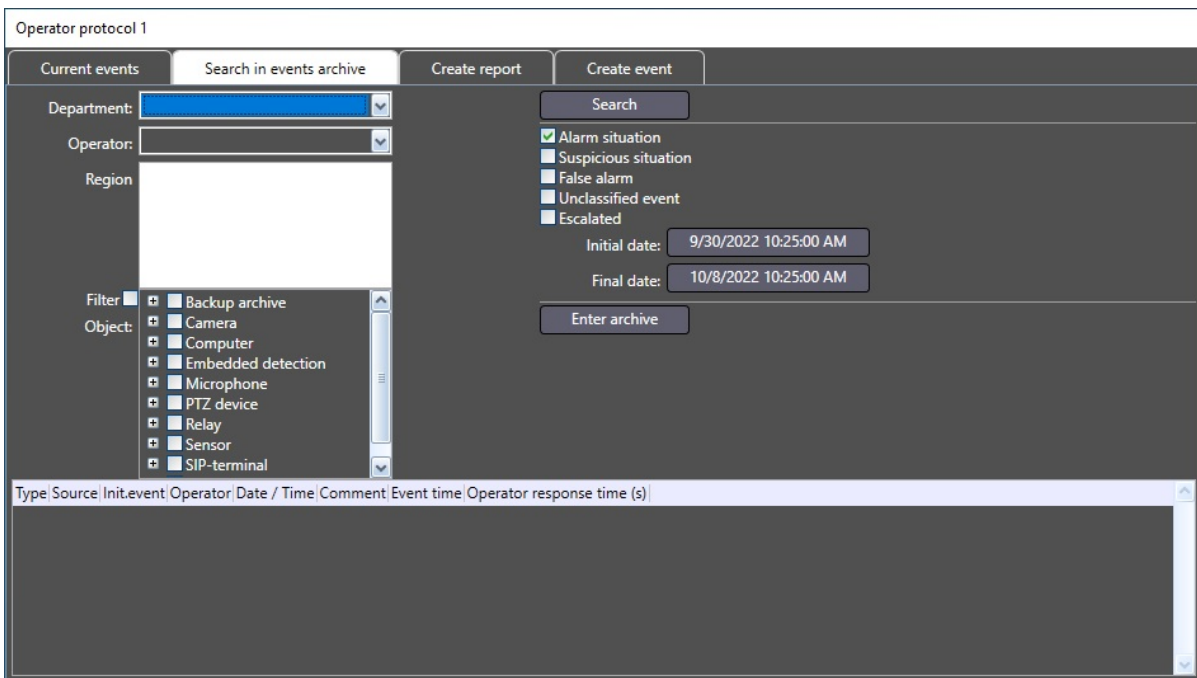 Operator protocol 1
Current events
Search in events archive
Create report
Create event
Department:
Operator:
Region
Filter
Object:
Backup archive
Camera
Computer
Embedded detection
Microphone
PTZ device
Relay
Sensor
SIP-terminal
Search
Alarm situation
Suspicious situation
False alarm
Unclassified event
Escalated
Initial date: 9/30/2022 10:25:00 AM
Final date: 10/8/2022 10:25:00 AM
Enter archive
Type Source Init.event Operator Date / Time Comment Event time Operator response time (s)